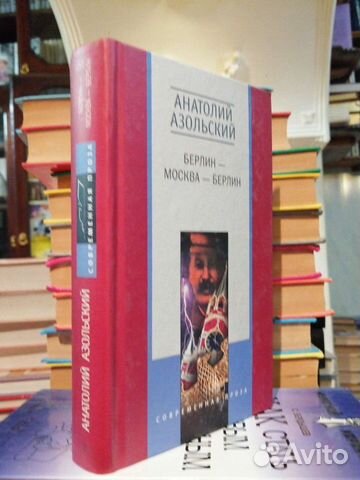 АНАТОЛИЙ
АЗОЛЬСКИЙ
БЕРЛИН —
МОСКВА — БЕРЛИН
СОВРЕМЕННАЯ ПРОЗА
АНАТОЛИЙ АЗОЛЬСКИЙ
СОВРЕМЕННАЯ ПРОЗА
Avito